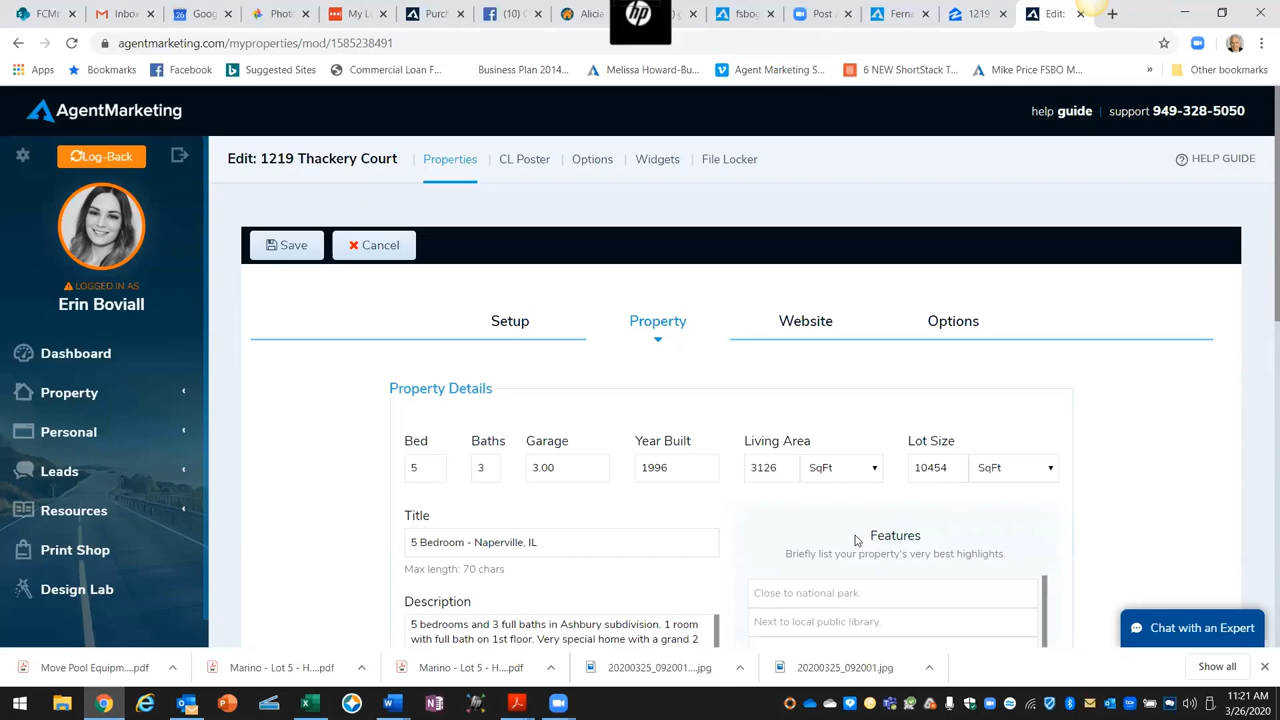 FCMr
Inbox
Goog
Photo
My L
Purch
(10) C
Alicia
fsbog
Post
Ferna
1219
Edit:
agentmarketing.com/myproperties/mod/1585238491
Apps
Bookmarks
Facebook
Suggested Sites
Commercial Loan F...
Business Plan 2014...
Melissa Howard-Bu...
Agent Marketing S...
6 NEW ShortStack T...
Mike Price FSBO M...
»
Other bookmarks
AgentMarketing
help guide | support 949-328-5050
Log-Back
Edit: 1219 Thackery Court | Properties | CL Poster | Options | Widgets | File Locker
HELP GUIDE
LOGGED IN AS
Erin Boviall
Dashboard
Property
Personal
Leads
Resources
Print Shop
Design Lab
Save
Cancel
Setup
Property
Website
Options
Property Details
Bed
Baths
Garage
Year Built
Living Area
Lot Size
5
3
3.00
1996
3126
SqFt
10454
SqFt
Title
5 Bedroom - Naperville, IL
Max length: 70 chars
Description
5 bedrooms and 3 full baths in Ashbury subdivision. 1 room
with full bath on 1st floor. Very special home with a grand 2
Features
Briefly list your property's very best highlights.
Close to national park.
Next to local public library.
Chat with an Expert
Move Pool Equipm....pdf
Marino - Lot 5 - H....pdf
Marino - Lot 5 - H....pdf
20200325_092001....jpg
20200325_092001.jpg
Show all
11:21 AM
3/26/2020